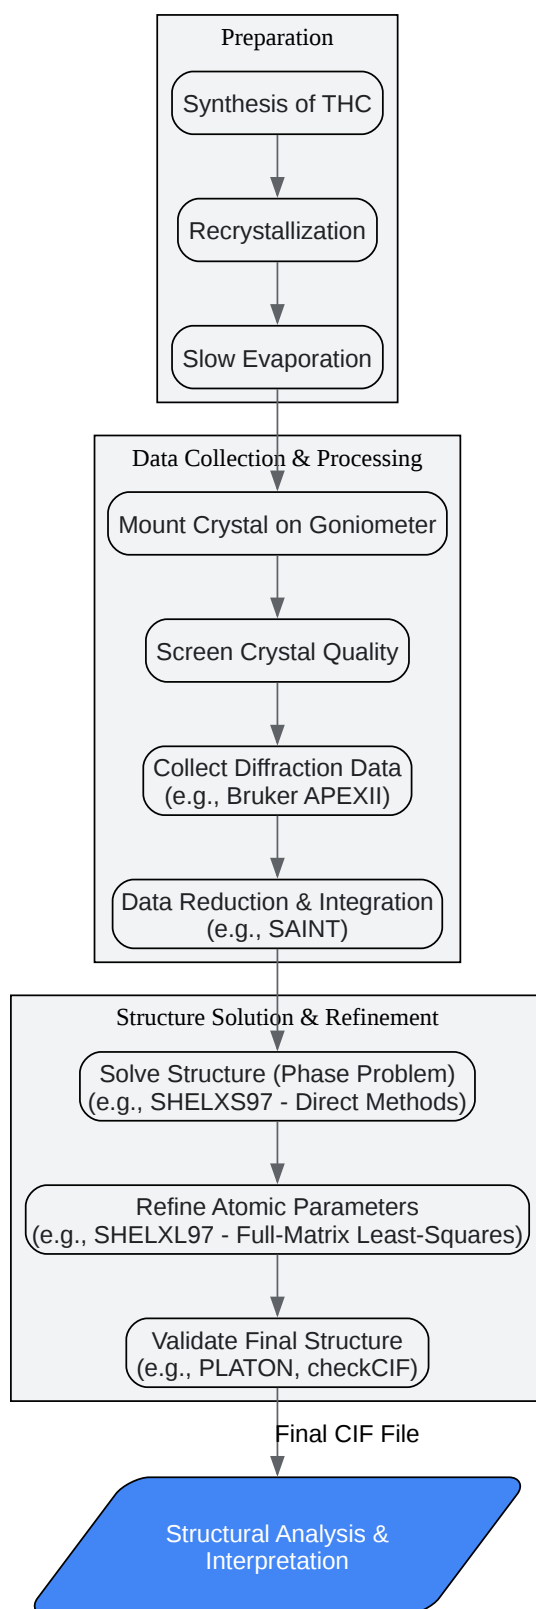 Preparation
Synthesis of THC
Recrystallization
Slow Evaporation
Data Collection & Processing
Mount Crystal on Goniometer
Screen Crystal Quality
Collect Diffraction Data
(e.g., Bruker APEXII)
Data Reduction & Integration
(e.g., SAINT)
Structure Solution & Refinement
Solve Structure (Phase Problem)
(e.g., SHELXS97 - Direct Methods)
Refine Atomic Parameters
(e.g., SHELXL97 - Full-Matrix Least-Squares)
Validate Final Structure
(e.g., PLATON, checkCIF)
Final CIF File
Structural Analysis &
Interpretation